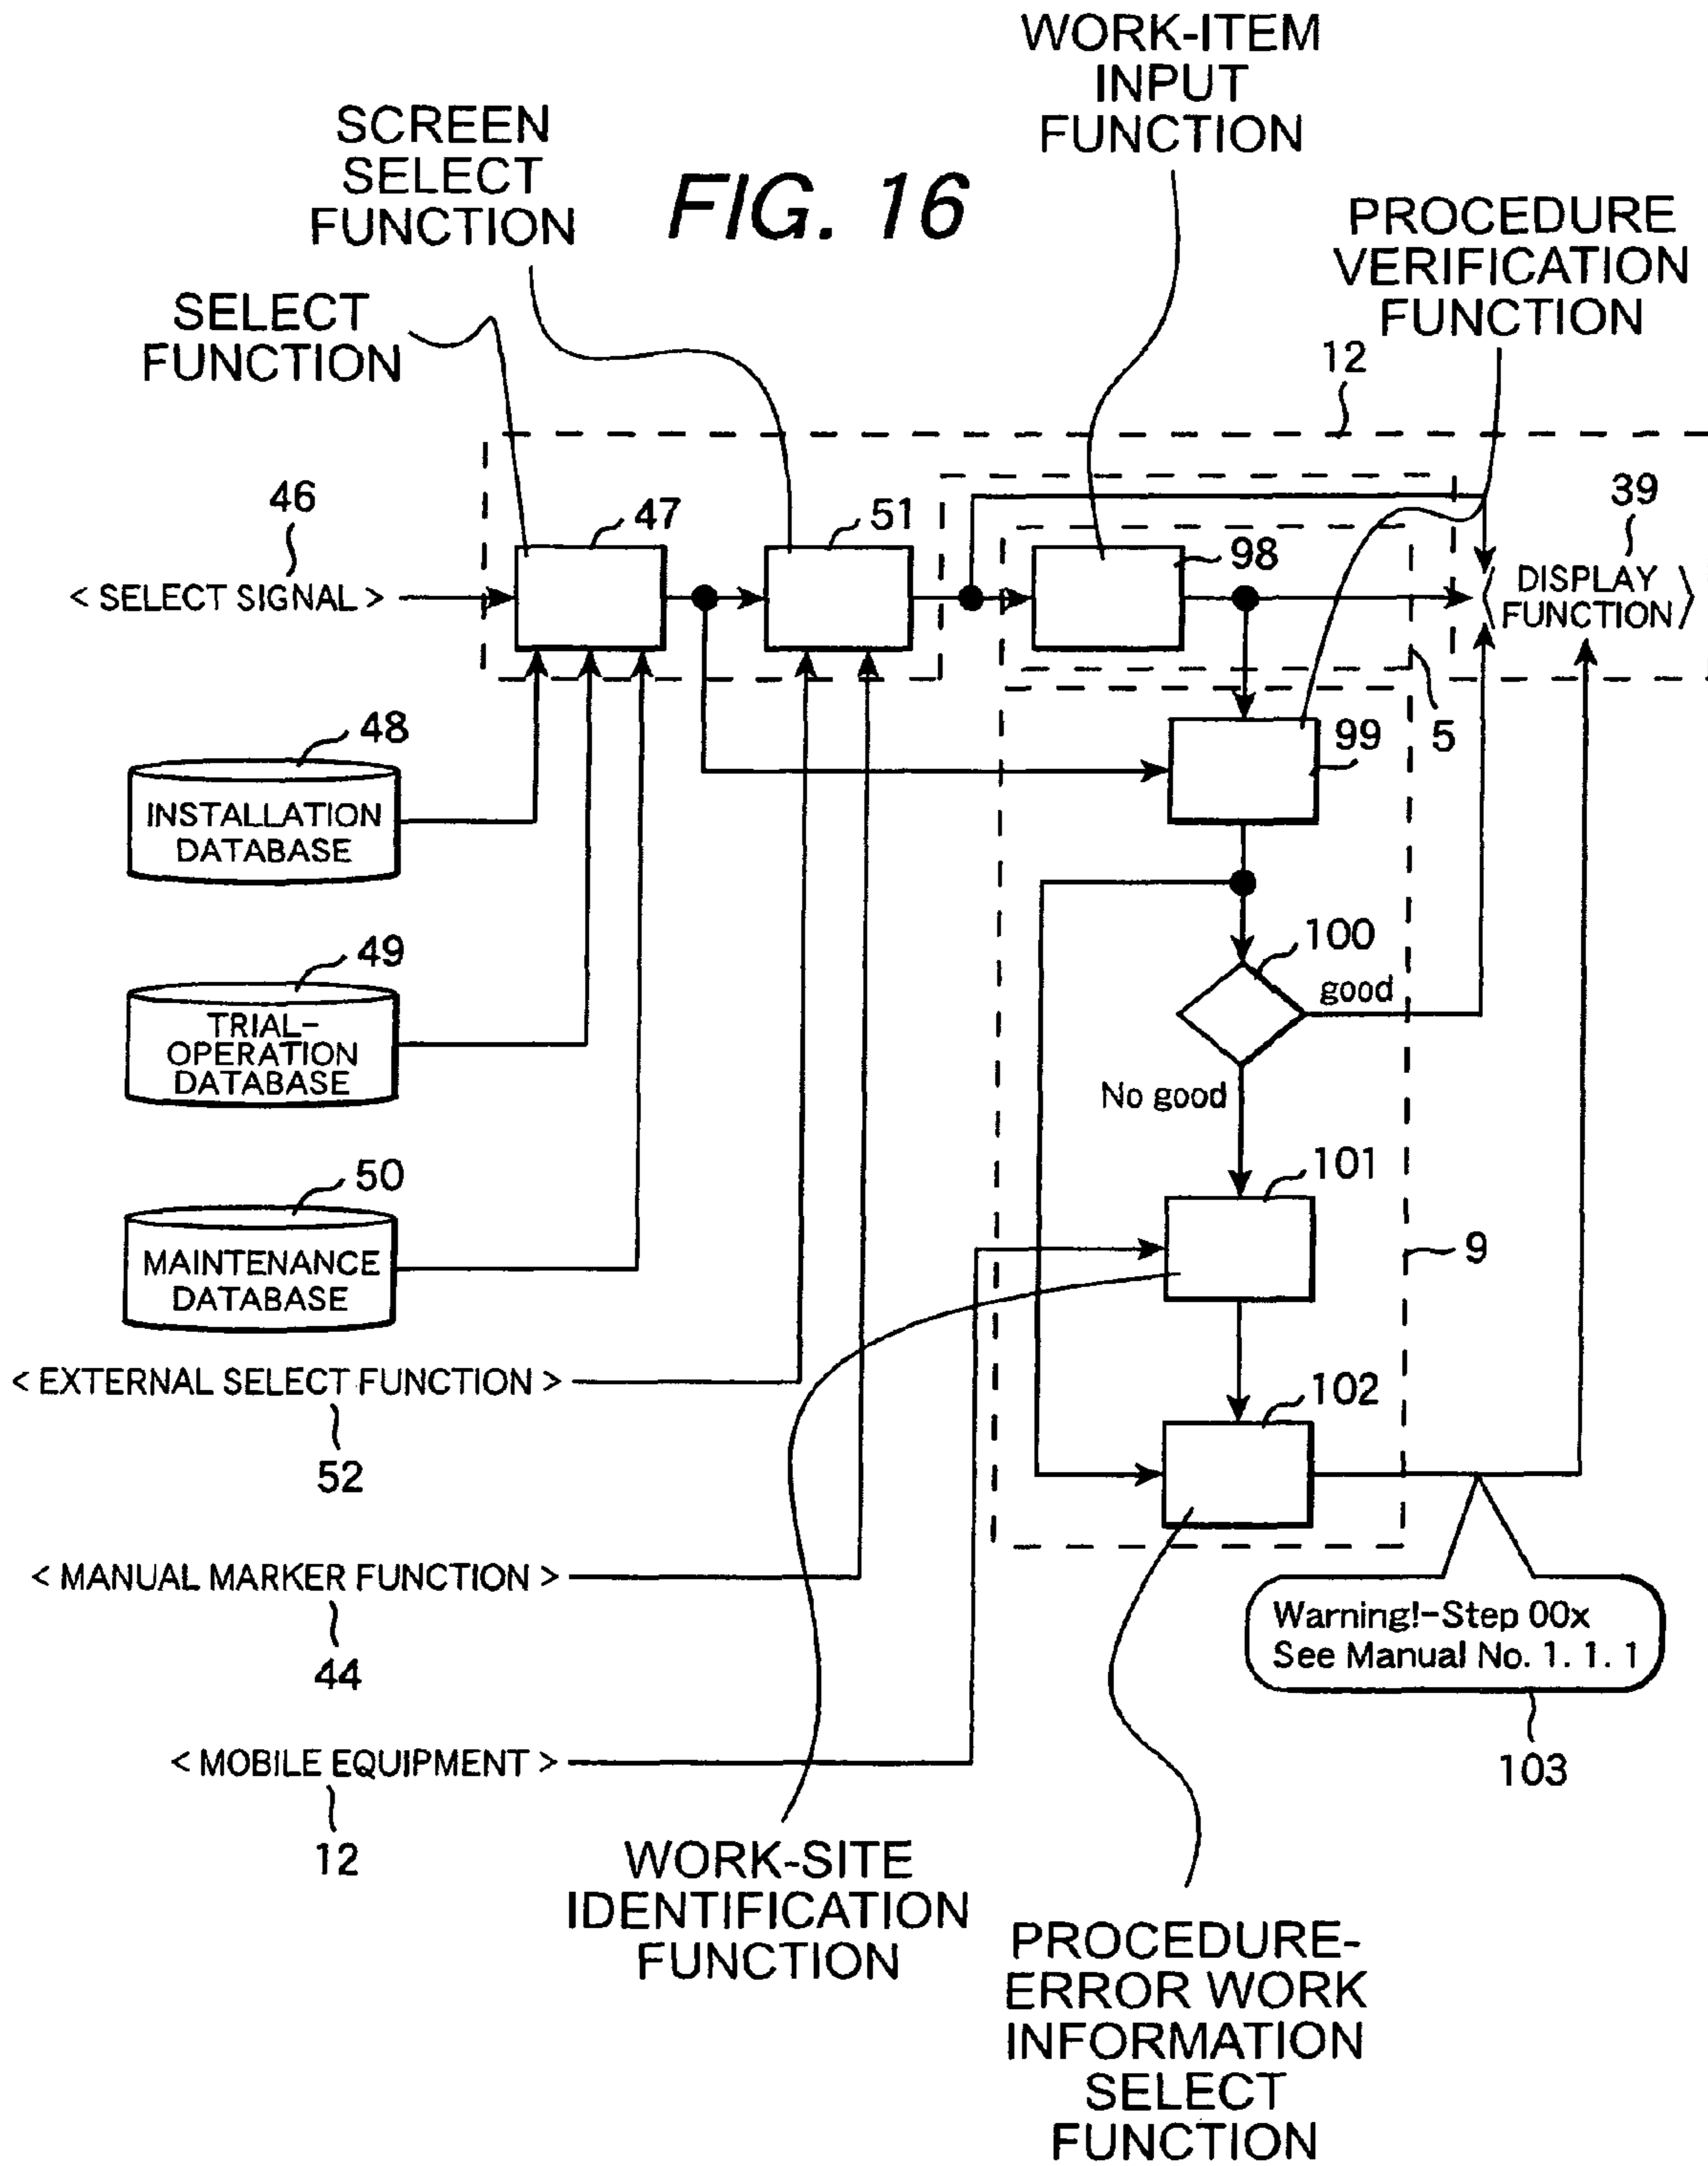 WORK-ITEM
INPUT
FUNCTION
SCREEN
SELECT
FUNCTION
FIG. 16
PROCEDURE
VERIFICATION
FUNCTION
SELECT
FUNCTION
12
46
47
51
98
39
< SELECT SIGNAL >
< DISPLAY
FUNCTION >
5
48
99
INSTALLATION
DATABASE
100
good
49
TRIAL-
OPERATION
DATABASE
No good
101
50
9
MAINTENANCE
DATABASE
< EXTERNAL SELECT FUNCTION >
102
52
< MANUAL MARKER FUNCTION >
Warning!-Step 00x
See Manual No. 1. 1. 1
44
103
< MOBILE EQUIPMENT >
12
WORK-SITE
IDENTIFICATION
FUNCTION
PROCEDURE-
ERROR WORK
INFORMATION
SELECT
FUNCTION